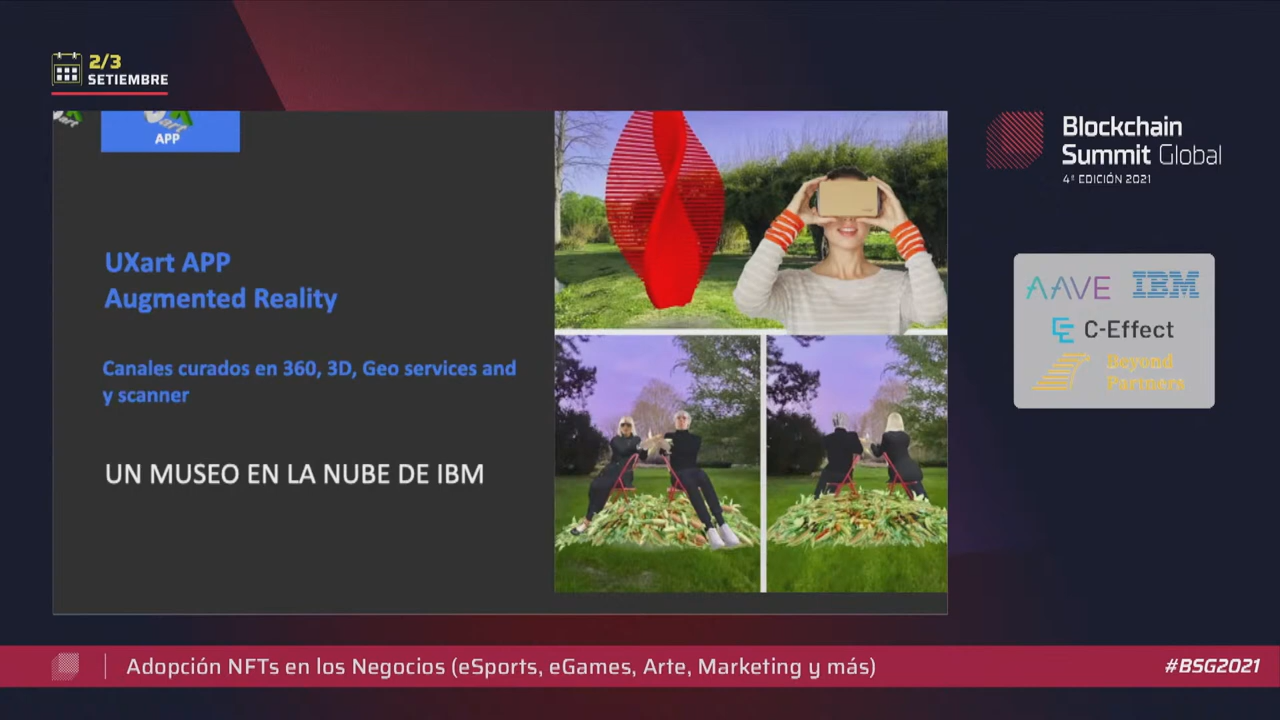 2/3
SETIEMBRE
APP
UXart APP
Augmented Reality
Canales curados en 360, 3D, Geo services and
y scanner
UN MUSEO EN LA NUBE DE IBM
Blockchain
Summit Global
4ª EDICIÓN 2021
AAVE IBM
C-Effect
Beyond
Partners
Adopción NFTs en los Negocios (eSports, eGames, Arte, Marketing y más)
#BSG2021